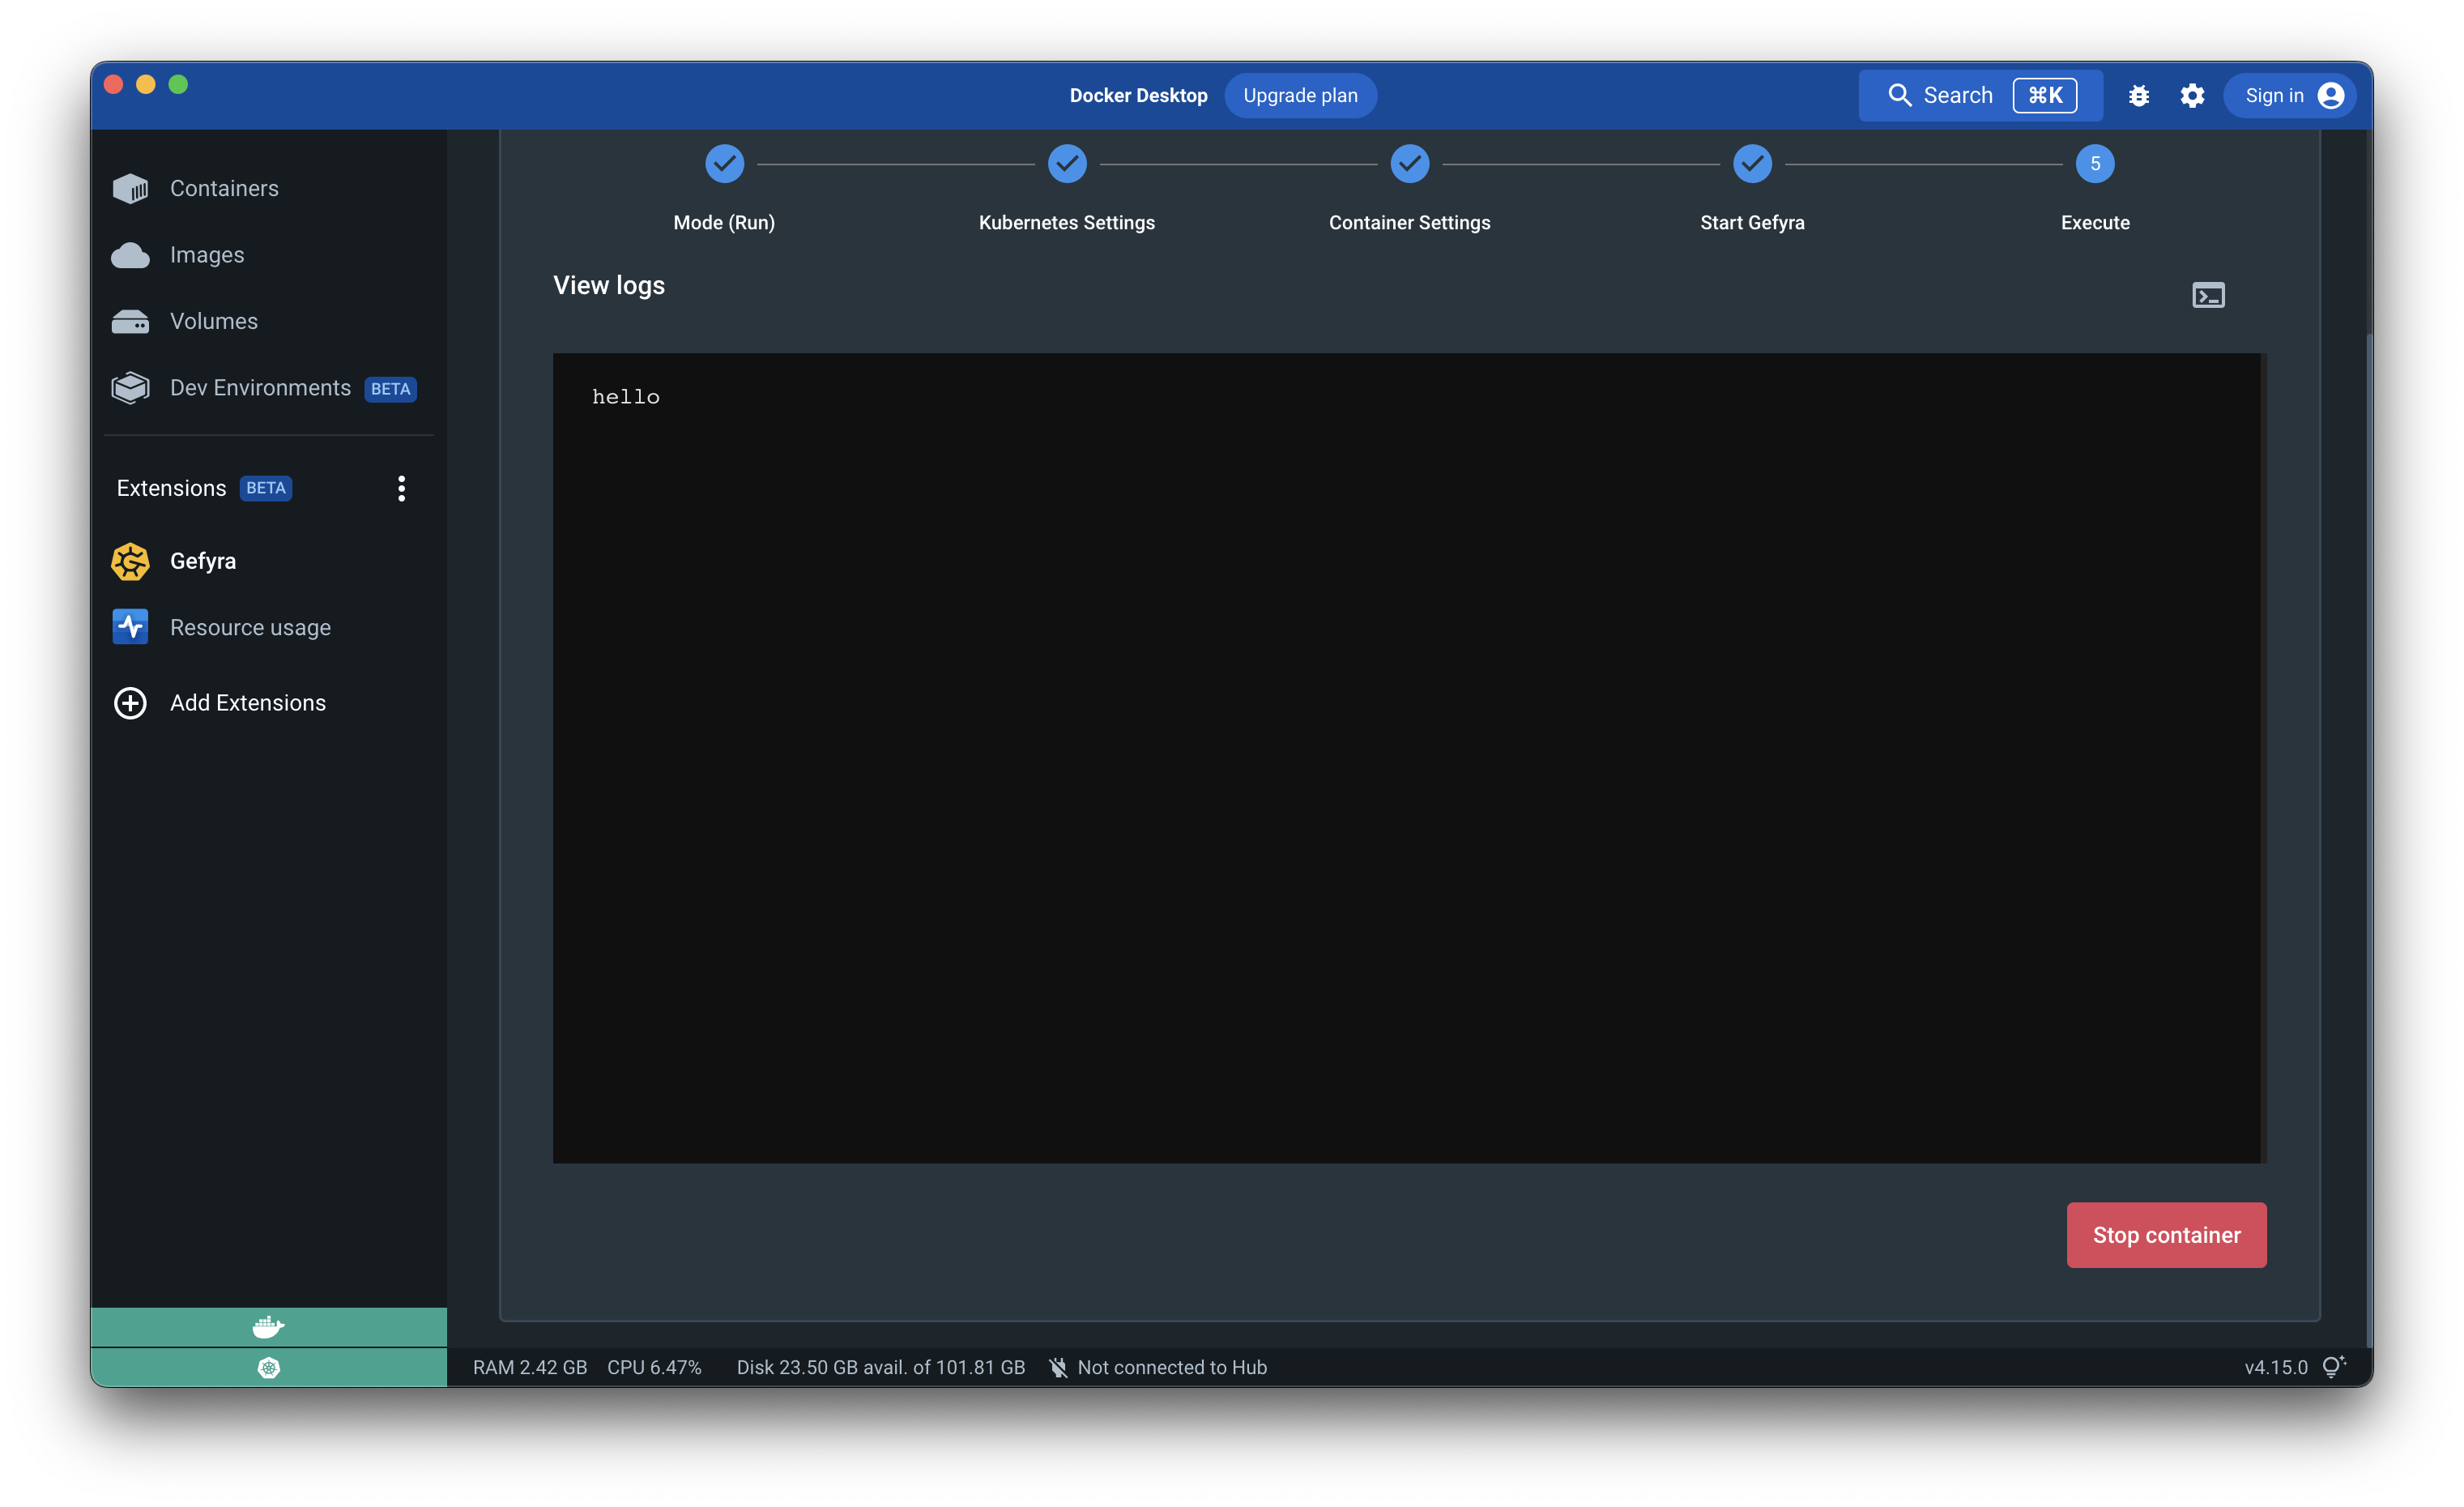 Docker Desktop Upgrade plan Search ⌘K Sign in
Containers
Images
Volumes
Dev Environments BETA
Extensions BETA
Gefyra
Resource usage
Add Extensions
5
Mode (Run) Kubernetes Settings Container Settings Start Gefyra Execute
View logs
hello
Stop container
RAM 2.42 GB CPU 6.47% Disk 23.50 GB avail. of 101.81 GB Not connected to Hub v4.15.0